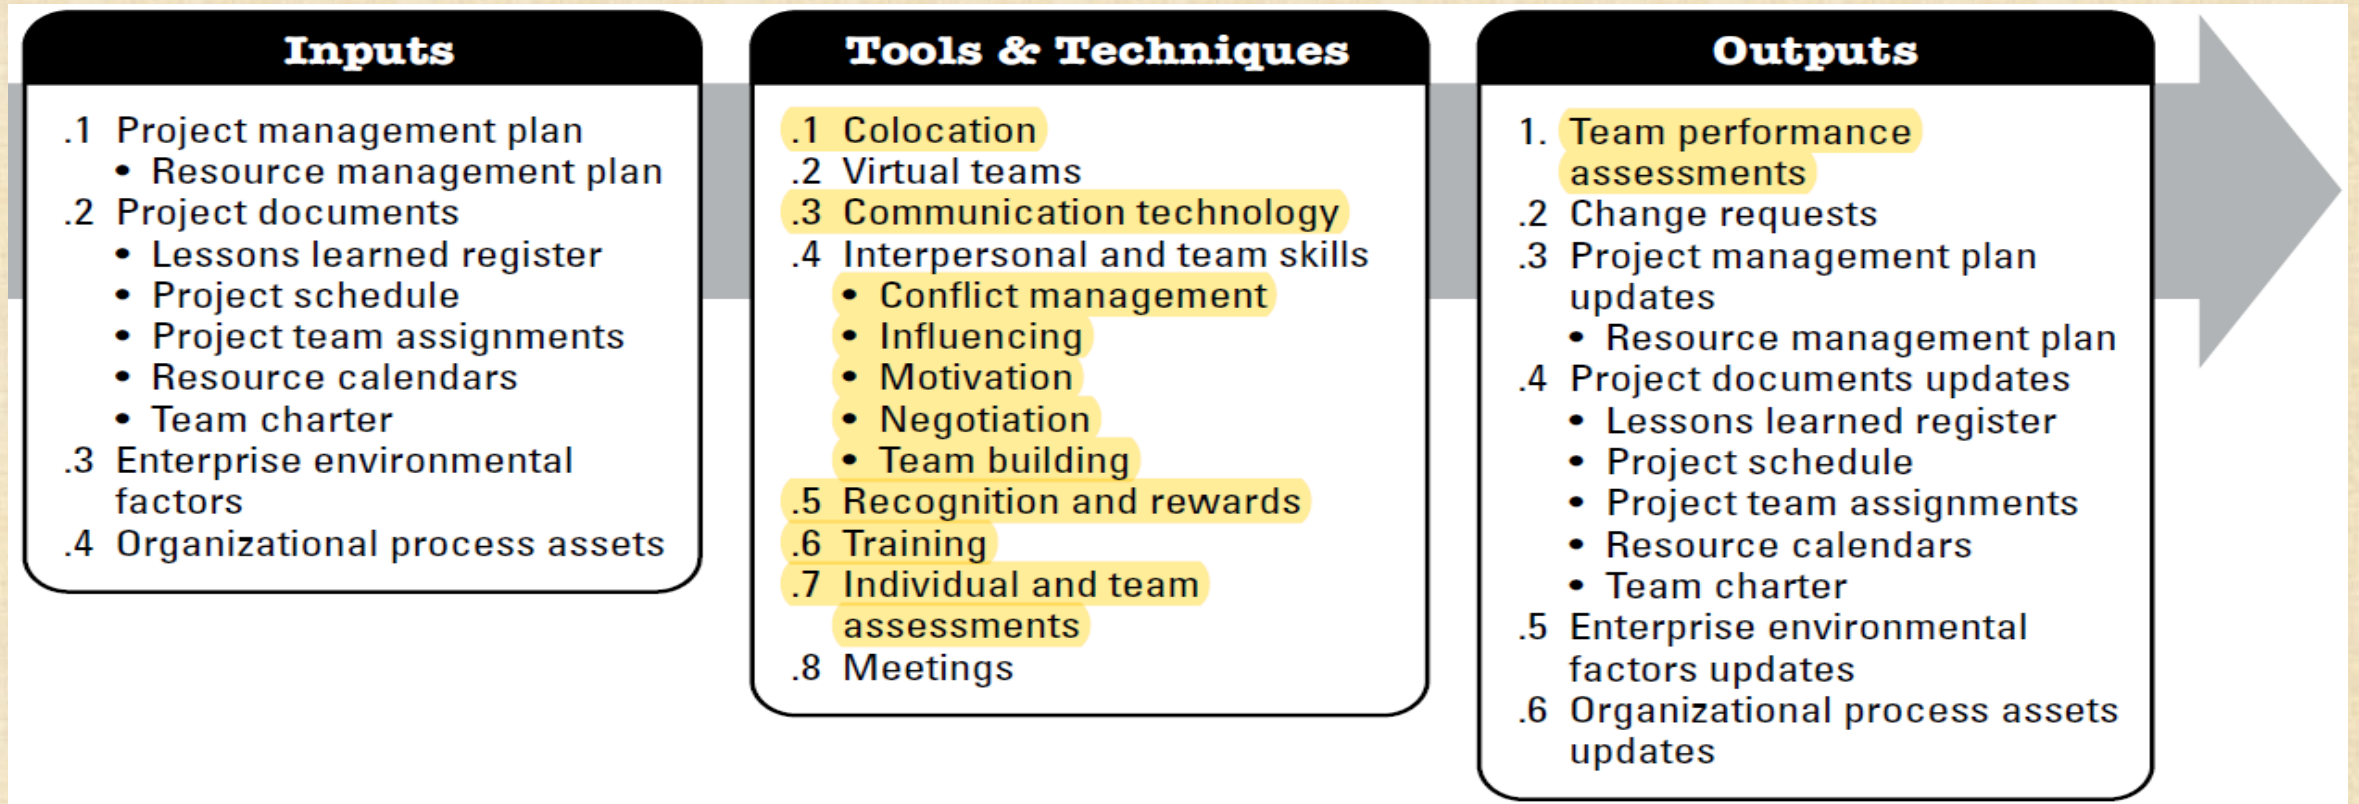 Inputs
.1 Project management plan
• Resource management plan
.2 Project documents
• Lessons learned register
• Project schedule
• Project team assignments
• Resource calendars
• Team charter
.3 Enterprise environmental
factors
.4 Organizational process assets
Tools & Techniques
.1 Colocation
.2 Virtual teams
.3 Communication technology
.4 Interpersonal and team skills
• Conflict management
• Influencing
• Motivation
• Negotiation
• Team building
.5 Recognition and rewards
.6 Training
.7 Individual and team
assessments
.8 Meetings
Outputs
1. Team performance
assessments
.2 Change requests
.3 Project management plan
updates
• Resource management plan
.4 Project documents updates
• Lessons learned register
• Project schedule
• Project team assignments
• Resource calendars
• Team charter
.5 Enterprise environmental
factors updates
.6 Organizational process assets
updates